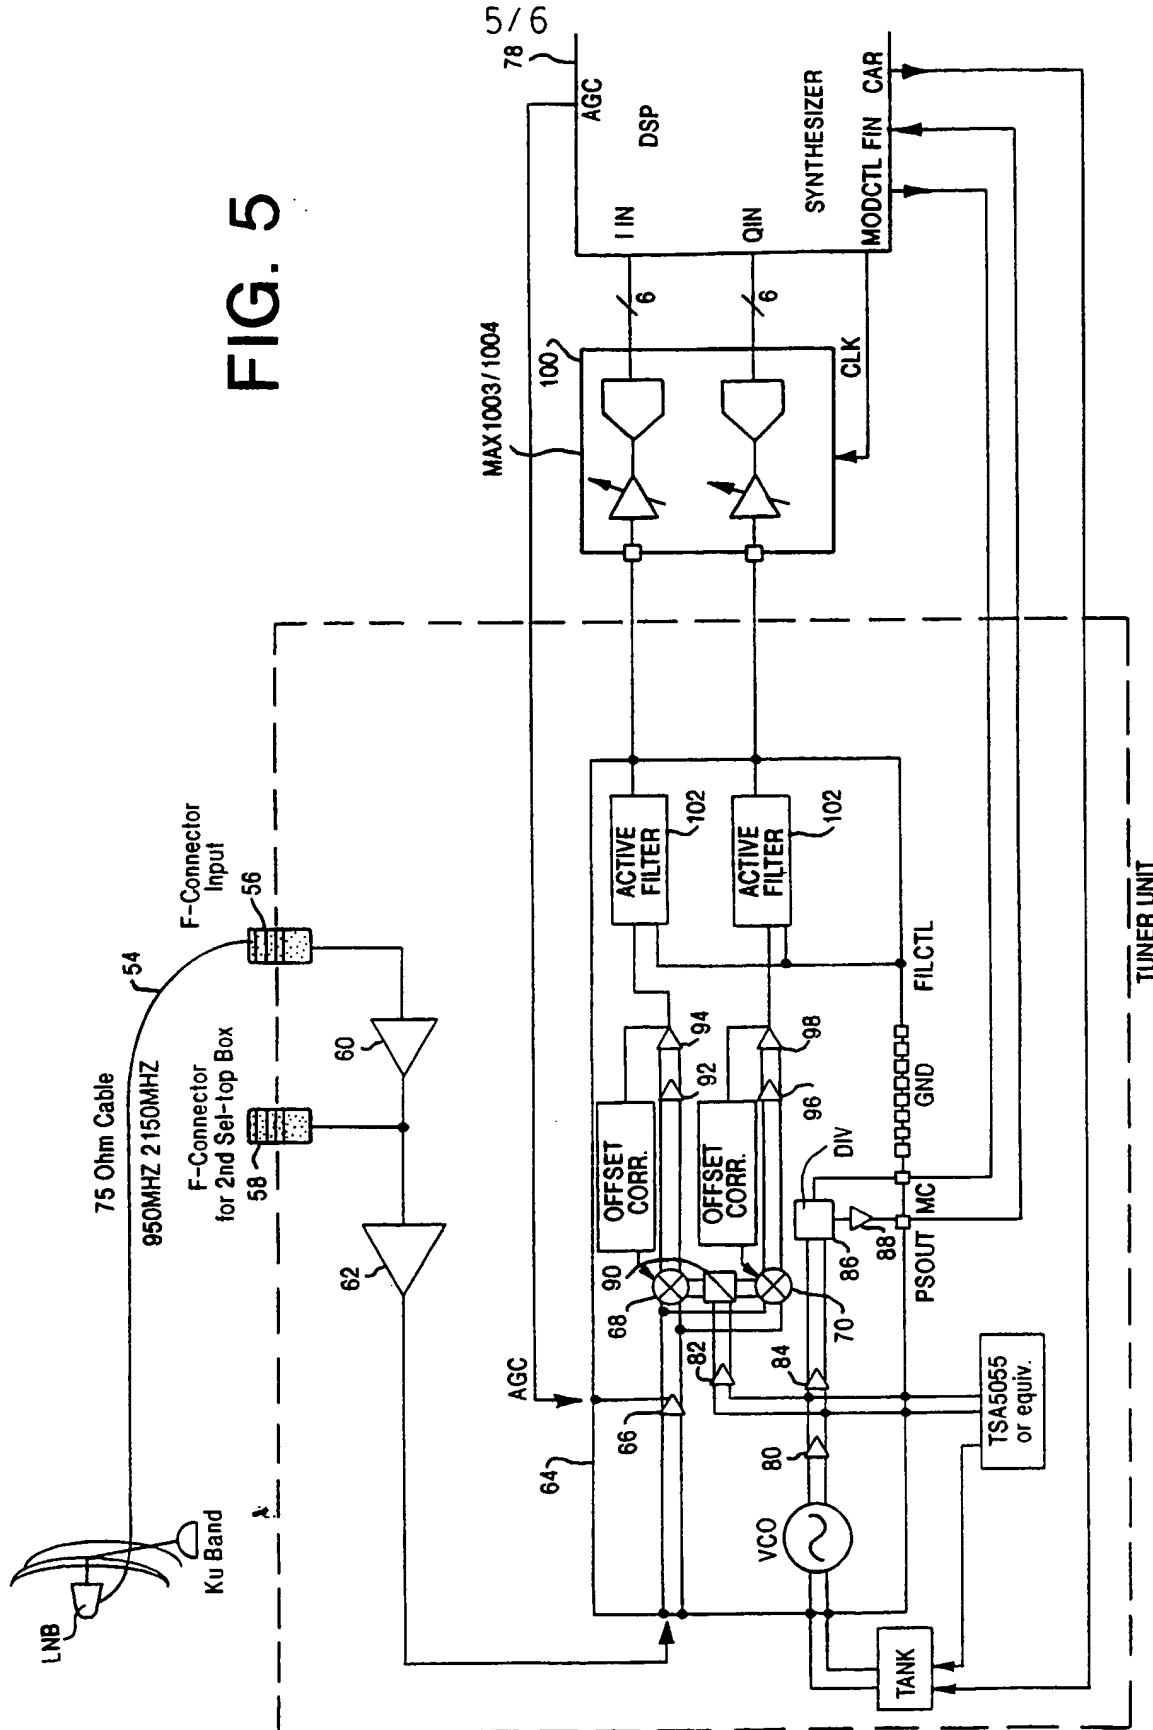 5/6
FIG. 5
LNB
Ku Band
75 Ohm Cable
950MHZ 2150MHZ
54
F-Connector
Input
56
F-Connector
for 2nd Sel-top Box
58
60
62
AGC
64
66
68
70
90
82
84
80
VCO
TANK
TSA5055
or equiv.
OFFSET
CORR.
OFFSET
CORR.
92
94
96
98
ACTIVE
FILTER
102
ACTIVE
FILTER
102
DIV
86
88
PSOUT
MC
GND
FILCTL
TUNER UNIT
MAX1003/1004
100
6
6
CLK
78
AGC
DSP
I IN
QIN
SYNTHESIZER
MODCTL FIN CAR